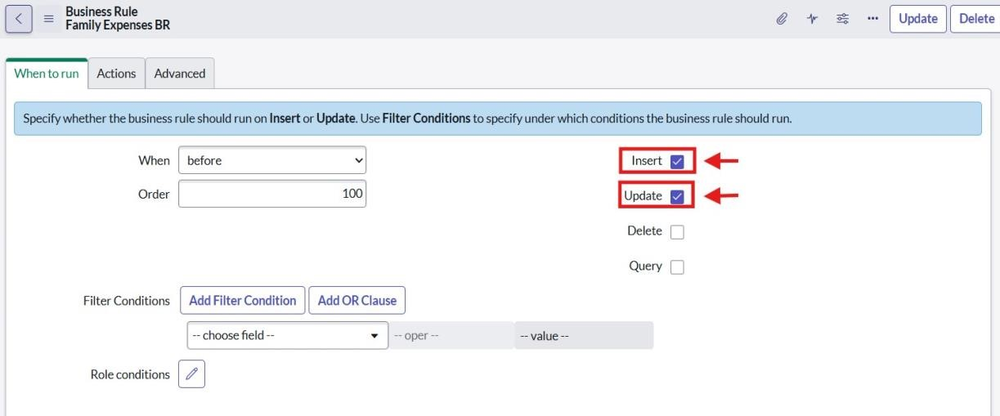 Business Rule
Family Expenses BR
Update
Delete
When to run
Actions
Advanced
Specify whether the business rule should run on Insert or Update. Use Filter Conditions to specify under which conditions the business rule should run.
When
before
Insert
Order
100
Update
Delete
Query
Filter Conditions
Add Filter Condition
Add OR Clause
-- choose field --
-- oper --
-- value --
Role conditions